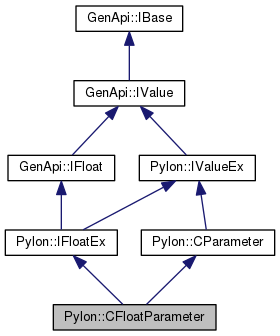 GenApi::IBase
GenApi::IValue
GenApi::IFloat
Pylon::IValueEx
Pylon::IFloatEx
Pylon::CParameter
Pylon::CFloatParameter